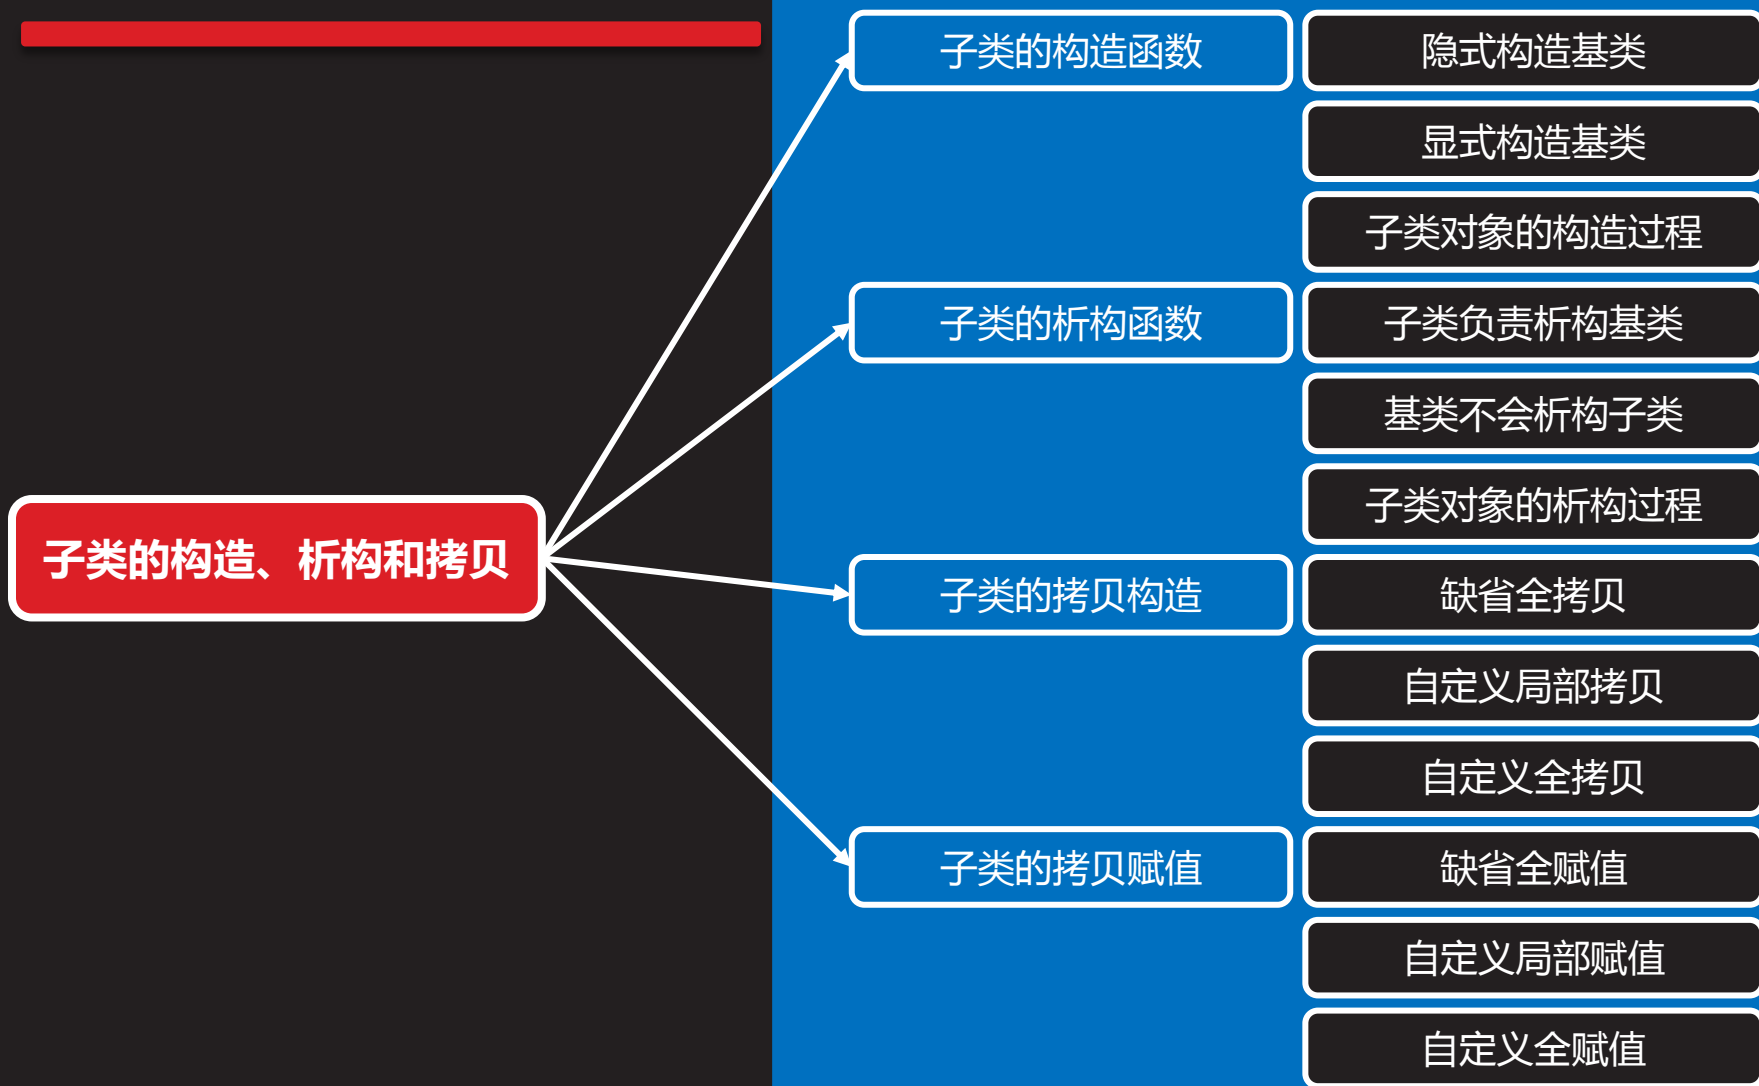 子类的构造、析构和拷贝
子类的构造函数
隐式构造基类
显式构造基类
子类对象的构造过程
子类的析构函数
子类负责析构基类
基类不会析构子类
子类对象的析构过程
子类的拷贝构造
缺省全拷贝
自定义局部拷贝
自定义全拷贝
子类的拷贝赋值
缺省全赋值
自定义局部赋值
自定义全赋值